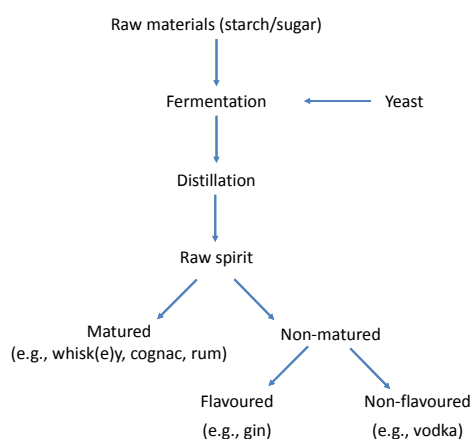 Raw materials (starch/sugar)
Fermentation
Yeast
Distillation
Raw spirit
Matured
(e.g., whisk(e)y, cognac, rum)
Non-matured
Flavoured
(e.g., gin)
Non-flavoured
(e.g., vodka)